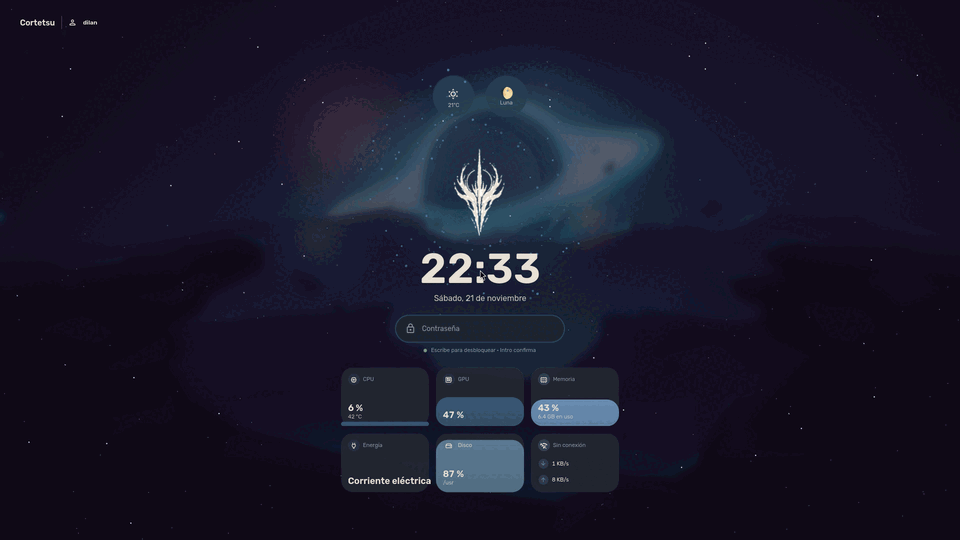 Cortetsu
dilan
21°C
Luna
22:33
Sábado, 21 de noviembre
Contraseña
Escribe para desbloquear · Intro confirma
CPU
6 %
42 °C
GPU
47 %
Memoria
43 %
6.4 GB en uso
Energía
Corriente eléctrica
Disco
87 %
Sin conexión
1 KB/s
8 KB/s